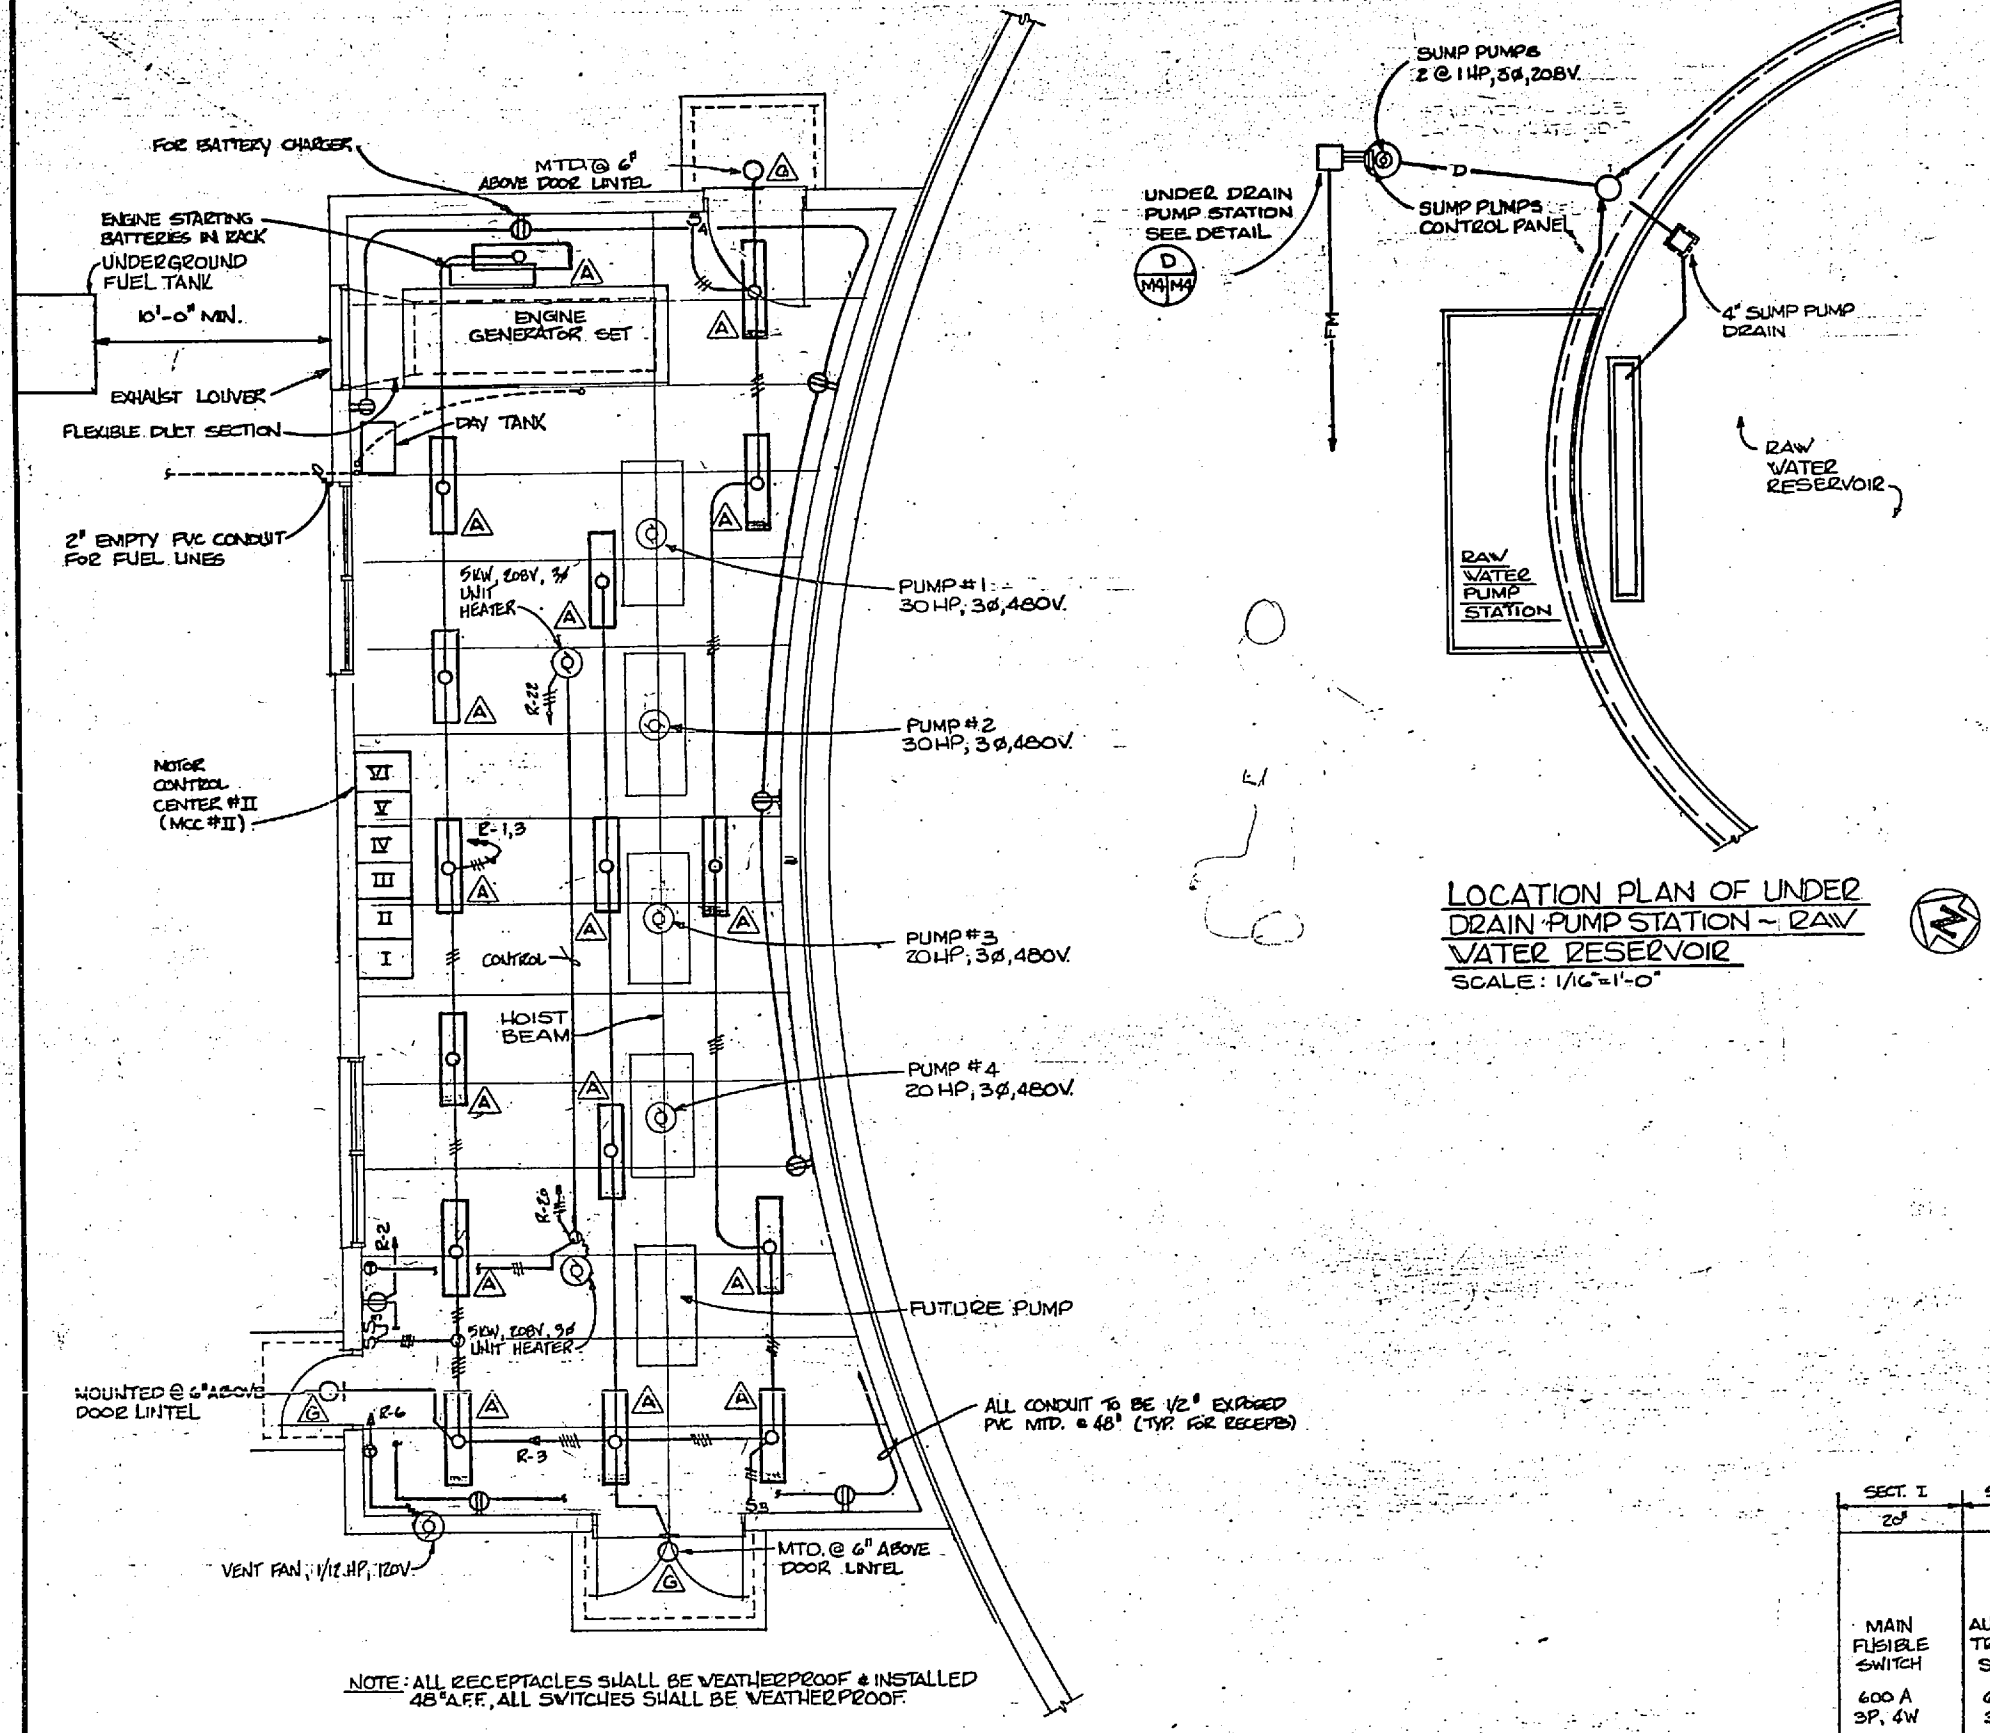 FOR BATTERY CHARGER
MTD. @ 6"
ABOVE DOOR LINTEL
G
ENGINE STARTING
BATTERIES IN RACK
UNDERGROUND
FUEL TANK
10'-0" MIN.
S4
A
ENGINE
GENERATOR SET
A
EXHAUST LOUVER
FLEXIBLE DUCT SECTION
DAY TANK
2" EMPTY PVC CONDUIT
FOR FUEL LINES
A
A
5KW, 208V, 3ø
UNIT
HEATER
A
PUMP #1
30 HP, 3ø, 480V.
R-22
A
PUMP #2
30 HP, 3ø, 480V.
MOTOR
CONTROL
CENTER #II
(MCC #II)
VI
V
IV
III
II
I
R-1,3
A
A
A
CONTROL
PUMP #3
20 HP, 3ø, 480V.
HOIST
BEAM
PUMP #4
20 HP, 3ø, 480V.
A
A
R-20
R-2
A
A
FUTURE PUMP
5KW, 208V, 3ø
UNIT HEATER
S3
MOUNTED @ 6" ABOVE
DOOR LINTEL
G
R-6
A
A
A
R-3
ALL CONDUIT TO BE 1/2" EXPOSED
PVC MTD. @ 48" (TYP. FOR RECEPS)
S3
VENT FAN, 1/12 HP, 120V
MTD. @ 6" ABOVE
DOOR LINTEL
G
NOTE: ALL RECEPTACLES SHALL BE WEATHERPROOF & INSTALLED
48" A.F.F., ALL SWITCHES SHALL BE WEATHERPROOF.
SUMP PUMPS
2 @ 1 HP, 3ø, 208V.
D
UNDER DRAIN
PUMP STATION
SEE DETAIL
D
M4 M4
SUMP PUMPS
CONTROL PANEL
FM
4" SUMP PUMP
DRAIN
RAW
WATER
RESERVOIR
RAW
WATER
PUMP
STATION
LOCATION PLAN OF UNDER
DRAIN PUMP STATION ~ RAW
WATER RESERVOIR
SCALE: 1/16"=1'-0"
N
SECT. I
20"
MAIN
FUSIBLE
SWITCH
600 A
3P, 4W